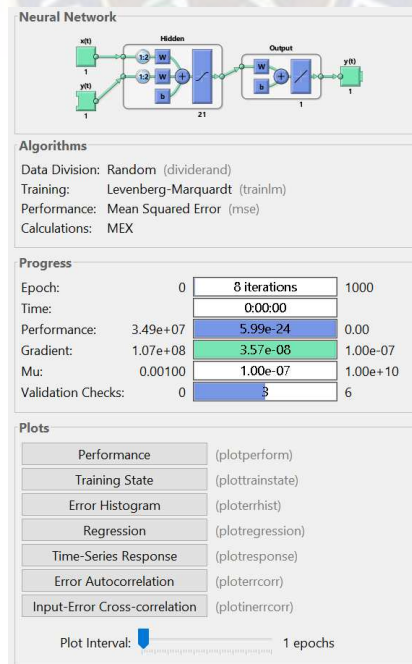 Neural Network
Hidden
x(t)
Output
1:2
W
y(t)
W
1
y(t)
1:2
W
+
+
b
b
1
1
21
1
Algorithms
Data Division: Random (dividerand)
Training: Levenberg-Marquardt (trainlm)
Performance: Mean Squared Error (mse)
Calculations: MEX
Progress
Epoch: 0 8 iterations 1000
Time: 0:00:00
Performance: 3.49e+07 5.99e-24 0.00
Gradient: 1.07e+08 3.57e-08 1.00e-07
Mu: 0.00100 1.00e-07 1.00e+10
Validation Checks: 0 3 6
Plots
Performance (plotperform)
Training State (plottrainstate)
Error Histogram (ploterrhist)
Regression (plotregression)
Time-Series Response (plotresponse)
Error Autocorrelation (ploterrcorr)
Input-Error Cross-correlation (plotinerrcorr)
Plot Interval: 1 epochs